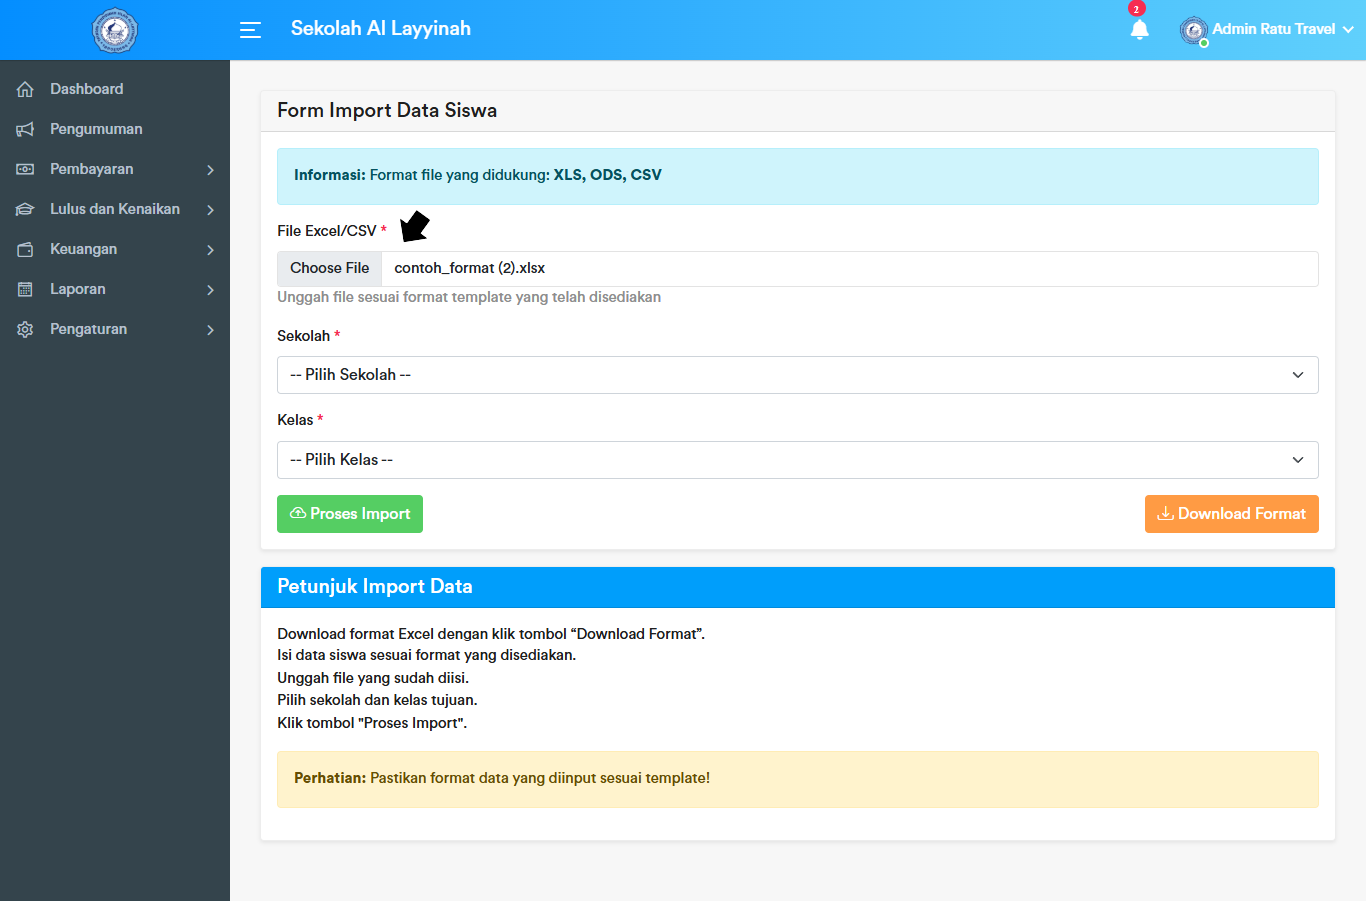 Sekolah Al Layyinah
2
Admin Ratu Travel
Dashboard
Pengumuman
Pembayaran
Lulus dan Kenaikan
Keuangan
Laporan
Pengaturan
Form Import Data Siswa
Informasi: Format file yang didukung: XLS, ODS, CSV
File Excel/CSV *
Choose File contoh_format (2).xlsx
Unggah file sesuai format template yang telah disediakan
Sekolah *
-- Pilih Sekolah --
Kelas *
-- Pilih Kelas --
Proses Import
Download Format
Petunjuk Import Data
Download format Excel dengan klik tombol “Download Format”.
Isi data siswa sesuai format yang disediakan.
Unggah file yang sudah diisi.
Pilih sekolah dan kelas tujuan.
Klik tombol "Proses Import".
Perhatian: Pastikan format data yang diinput sesuai template!